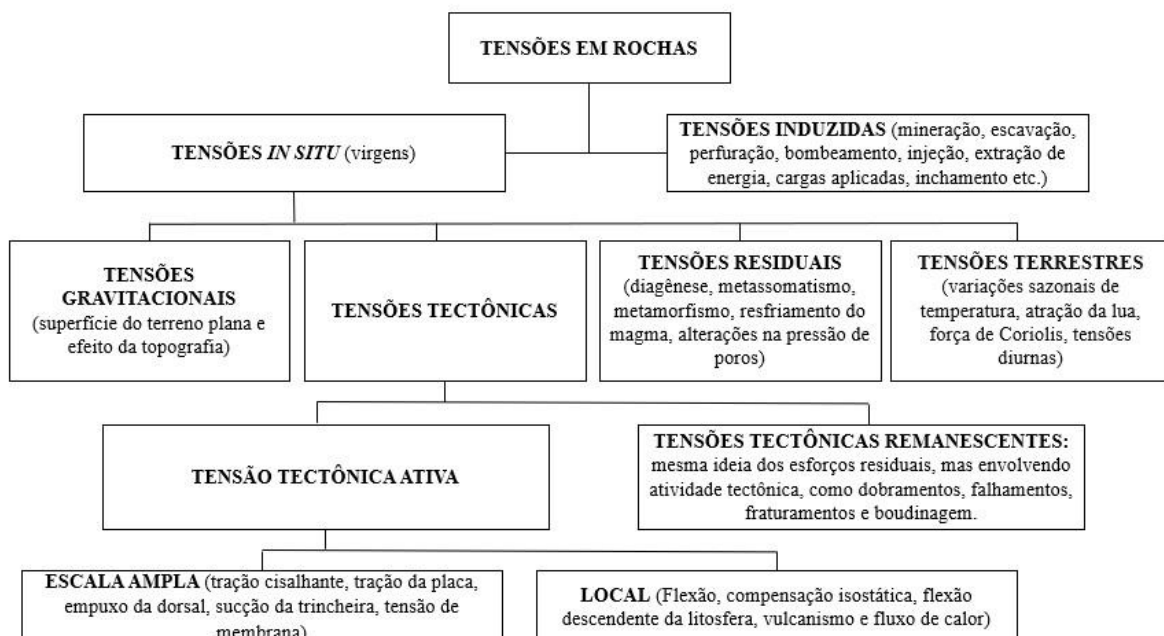 TENSÕES EM ROCHAS
TENSÕES IN SITU (virgens)
TENSÕES INDUZIDAS (mineração, escavação,
perfuração, bombeamento, injeção, extração de
energia, cargas aplicadas, inchamento etc.)
TENSÕES
GRAVITACIONAIS
(superfície do terreno plana e
efeito da topografia)
TENSÕES TECTÔNICAS
TENSÕES RESIDUAIS
(diagênese, metassomatismo,
metamorfismo, resfriamento do
magma, alterações na pressão de
poros)
TENSÕES TERRESTRES
(variações sazonais de
temperatura, atração da lua,
força de Coriolis, tensões
diurnas)
TENSÃO TECTÔNICA ATIVA
TENSÕES TECTÔNICAS REMANESCENTES:
mesma ideia dos esforços residuais, mas envolvendo
atividade tectônica, como dobramentos, falhamentos,
fraturamentos e boudinagem.
ESCALA AMPLA (tração cisalhante, tração da placa,
empuxo da dorsal, sucção da trincheira, tensão de
membrana)
LOCAL (Flexão, compensação isostática, flexão
descendente da litosfera, vulcanismo e fluxo de calor)